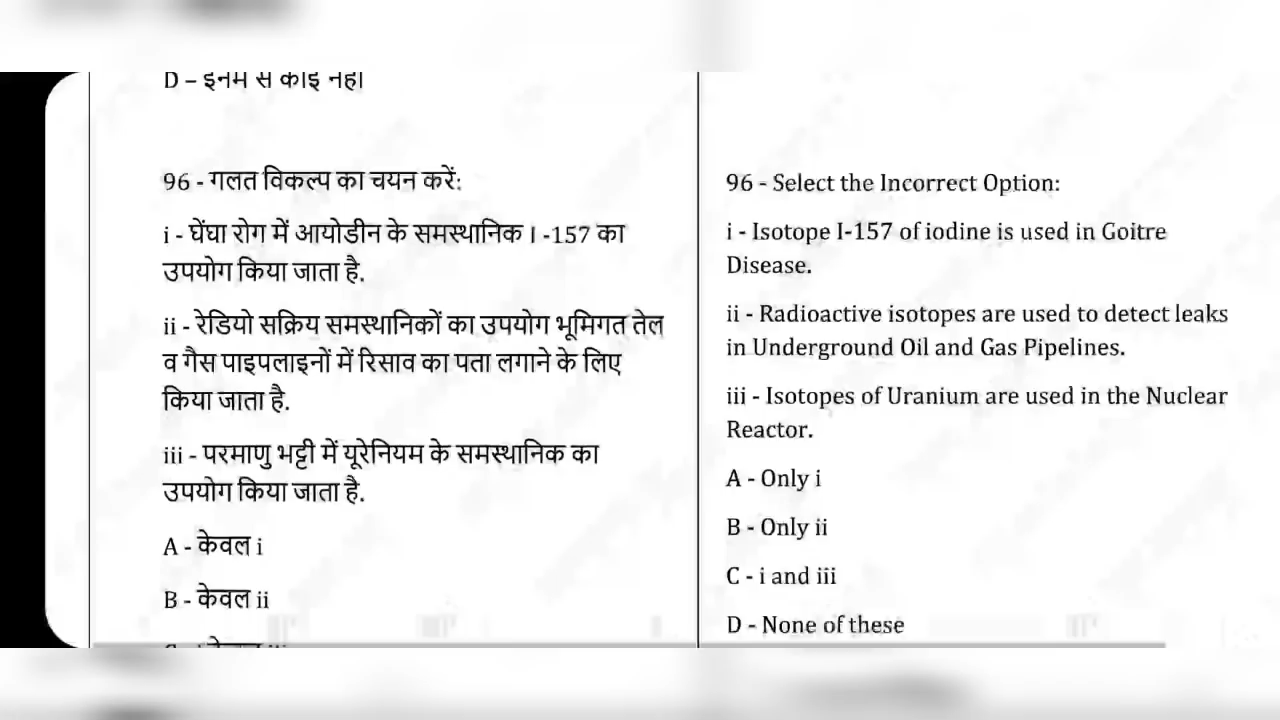 D – इनमें से कोई नहीं
96 - गलत विकल्प का चयन करें:
i - घेंघा रोग में आयोडीन के समस्थानिक I -157 का
उपयोग किया जाता है.
ii - रेडियो सक्रिय समस्थानिकों का उपयोग भूमिगत तेल
व गैस पाइपलाइनों में रिसाव का पता लगाने के लिए
किया जाता है.
iii - परमाणु भट्टी में यूरेनियम के समस्थानिक का
उपयोग किया जाता है.
A - केवल i
B - केवल ii
96 - Select the Incorrect Option:
i - Isotope I-157 of iodine is used in Goitre
Disease.
ii - Radioactive isotopes are used to detect leaks
in Underground Oil and Gas Pipelines.
iii - Isotopes of Uranium are used in the Nuclear
Reactor.
A - Only i
B - Only ii
C - i and iii
D - None of these